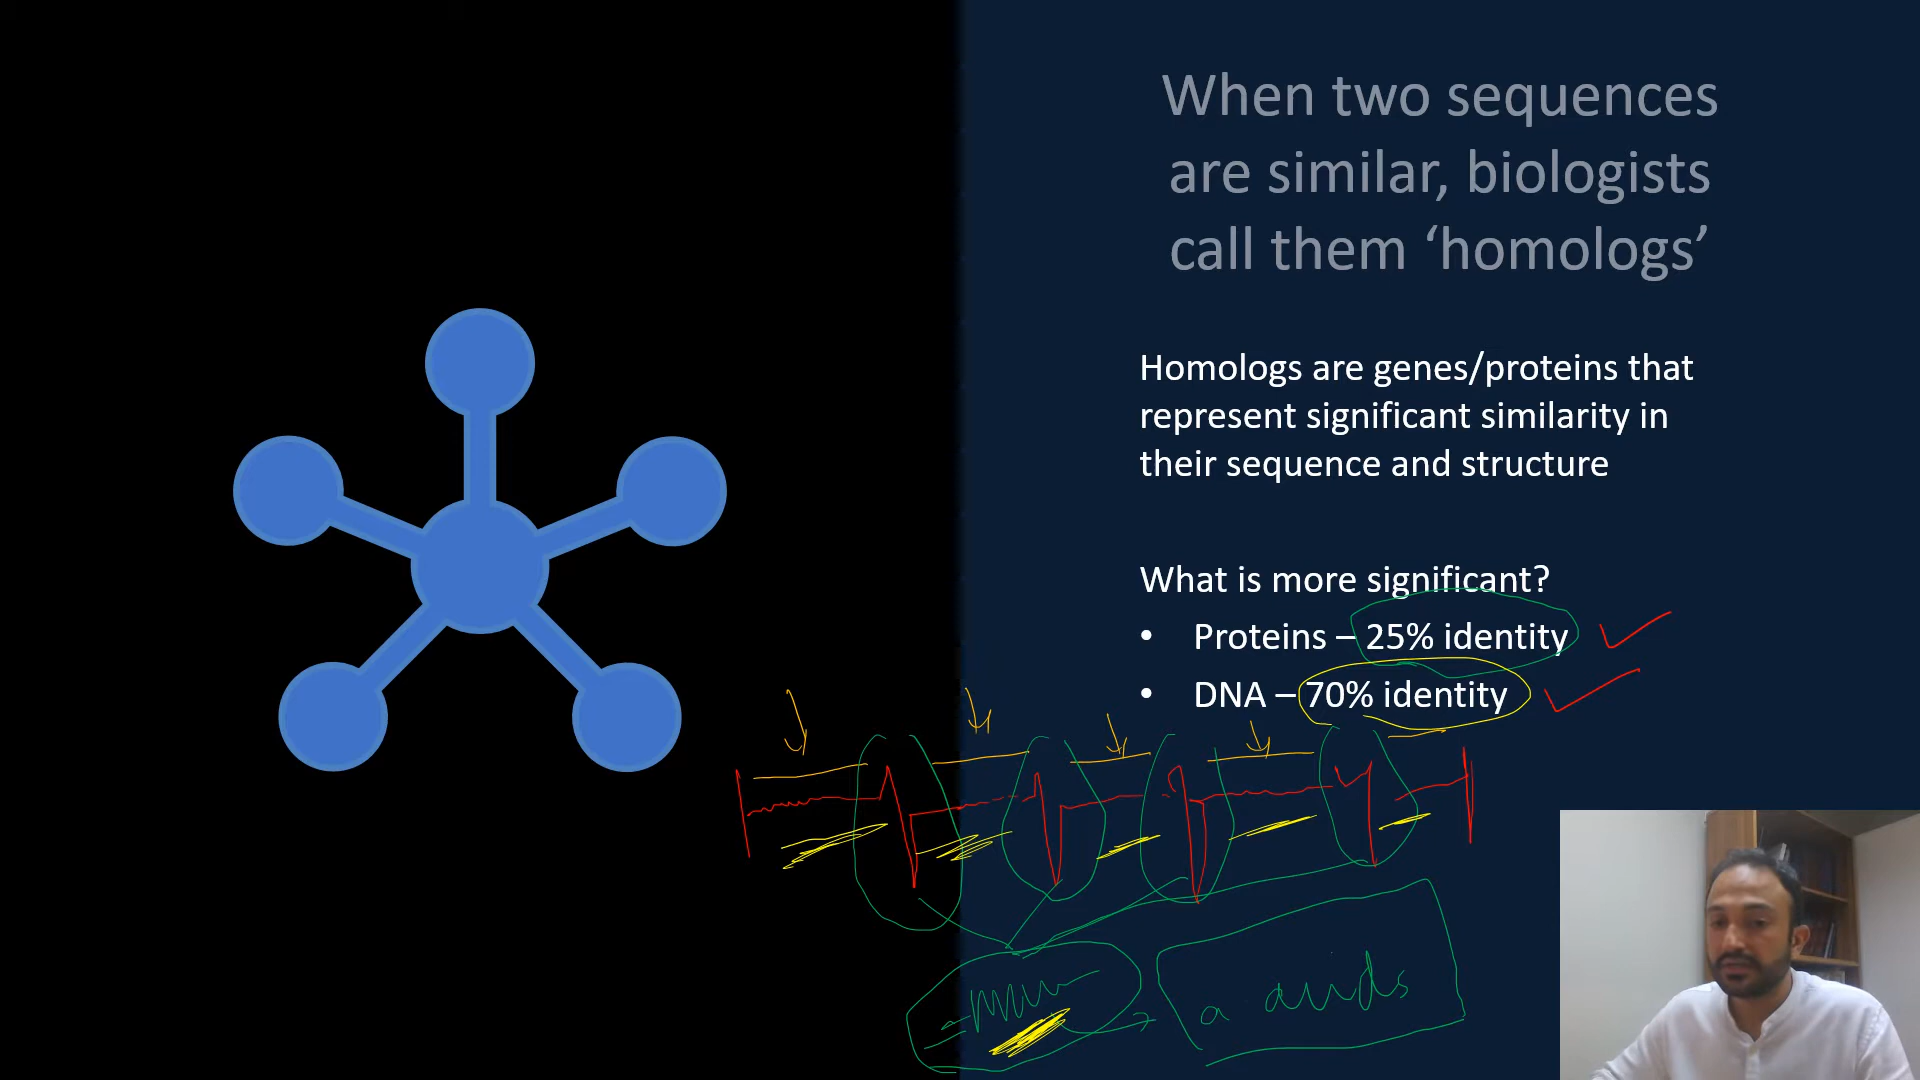 When two sequences
are similar, biologists
call them ‘homologs’
Homologs are genes/proteins that
represent significant similarity in
their sequence and structure
What is more significant?
• Proteins – 25% identity
• DNA – 70% identity
a acids